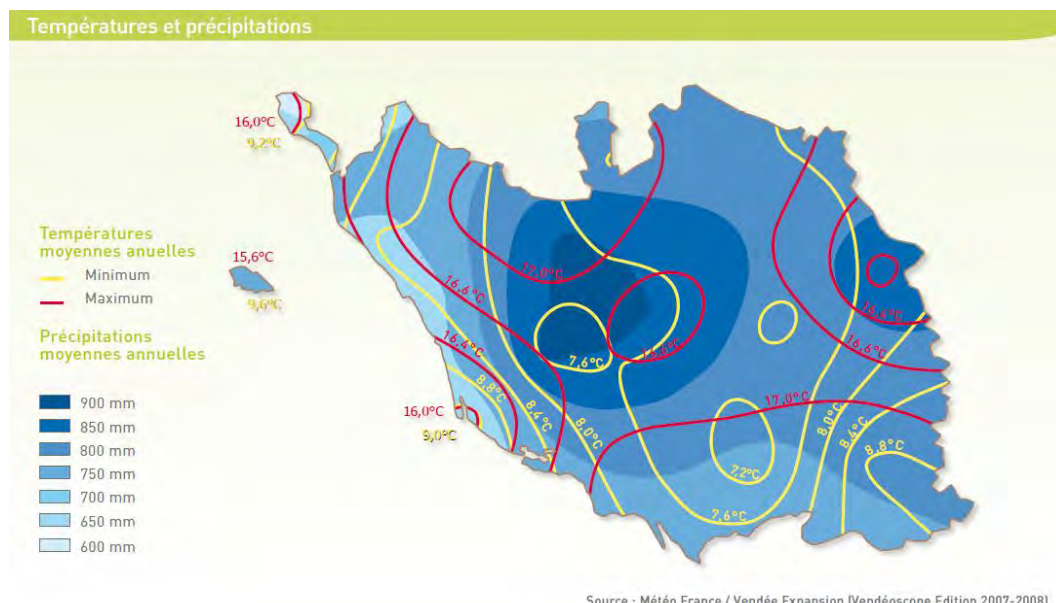 Températures et précipitations
16,0°C
9,2°C
Températures
moyennes anuelles
Minimum
Maximum
15,6°C
9,6°C
Précipitations
moyennes annuelles
900 mm
850 mm
800 mm
750 mm
700 mm
650 mm
600 mm
16,0°C
9,0°C
17,0°C
16,6°C
16,4°C
8,8°C
8,4°C
8,0°C
7,6°C
16,6°C
16,4°C
16,6°C
17,0°C
8,0°C
8,4°C
8,8°C
7,2°C
7,6°C
Source : Météo France / Vendée Expansion (Vendéoscope Edition 2007-2008)